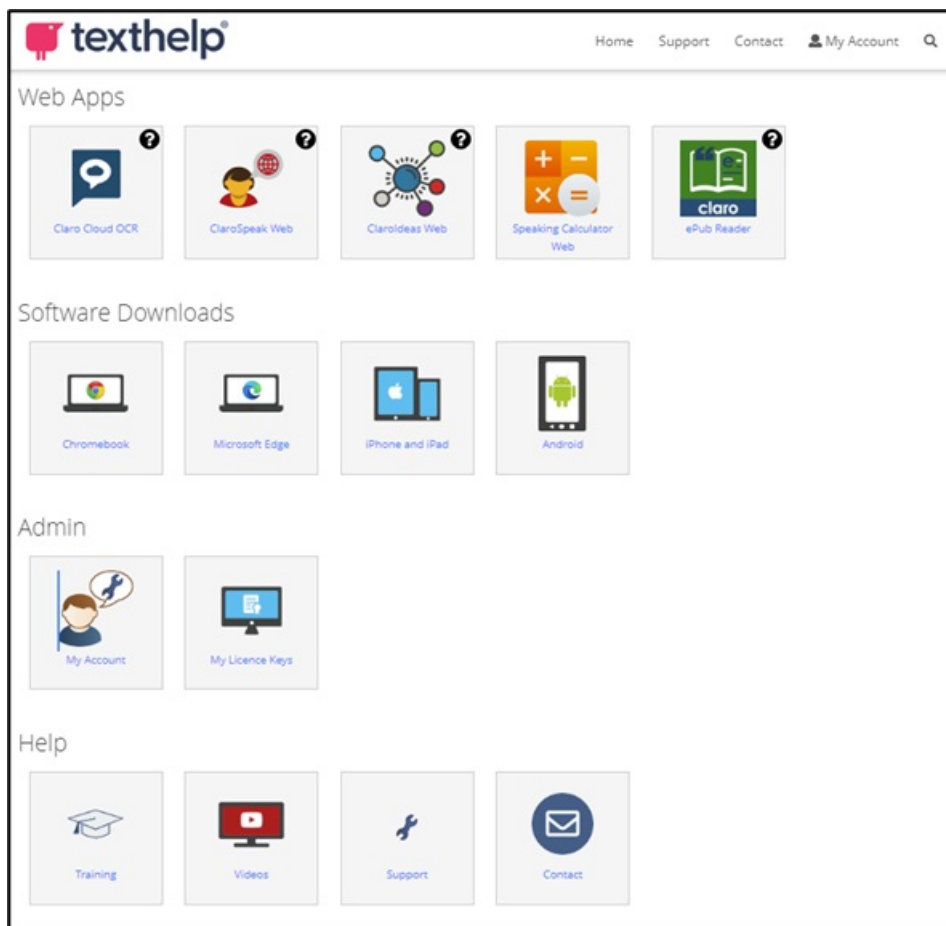 texthelp®
Home Support Contact My Account
Web Apps
? ? ? ?
Claro Cloud OCR ClaroSpeak Web ClaroIdeas Web Speaking Calculator Web claro ePub Reader
Software Downloads
Chromebook Microsoft Edge iPhone and iPad Android
Admin
My Account My Licence Keys
Help
Training Videos Support Contact